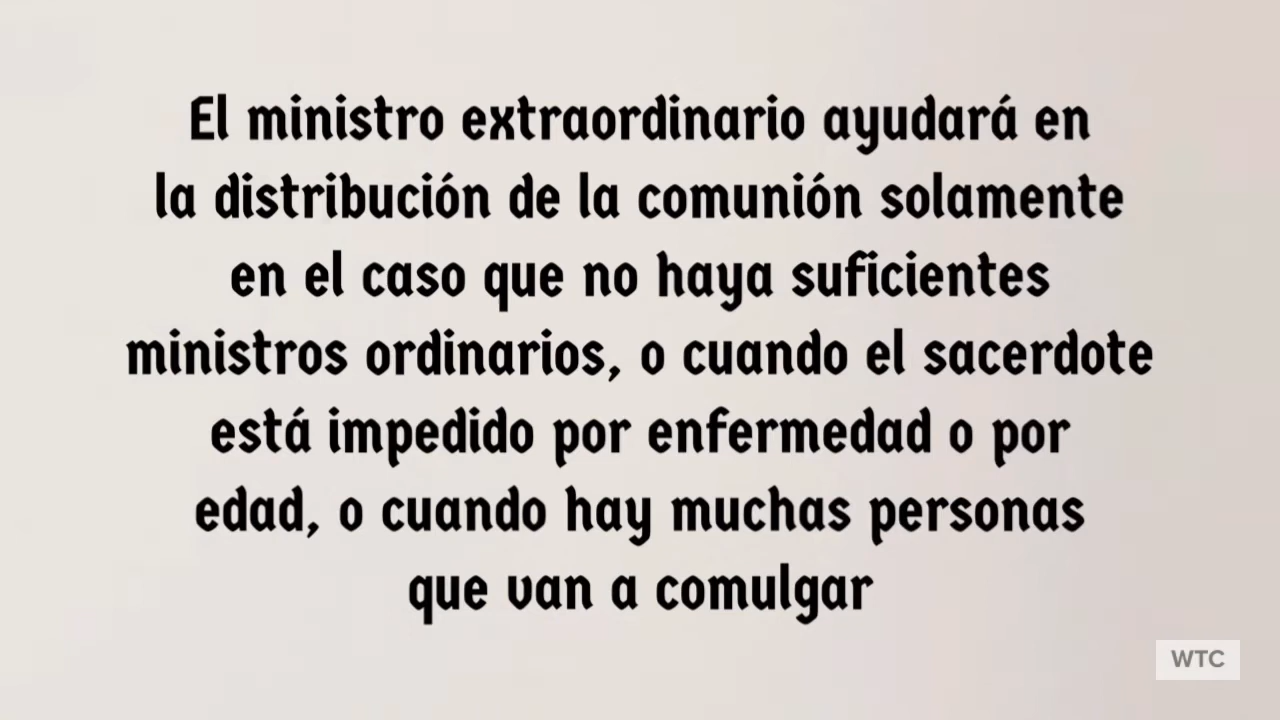 El ministro extraordinario ayudará en
la distribución de la comunión solamente
en el caso que no haya suficientes
ministros ordinarios, o cuando el sacerdote
está impedido por enfermedad o por
edad, o cuando hay muchas personas
que van a comulgar
WTC